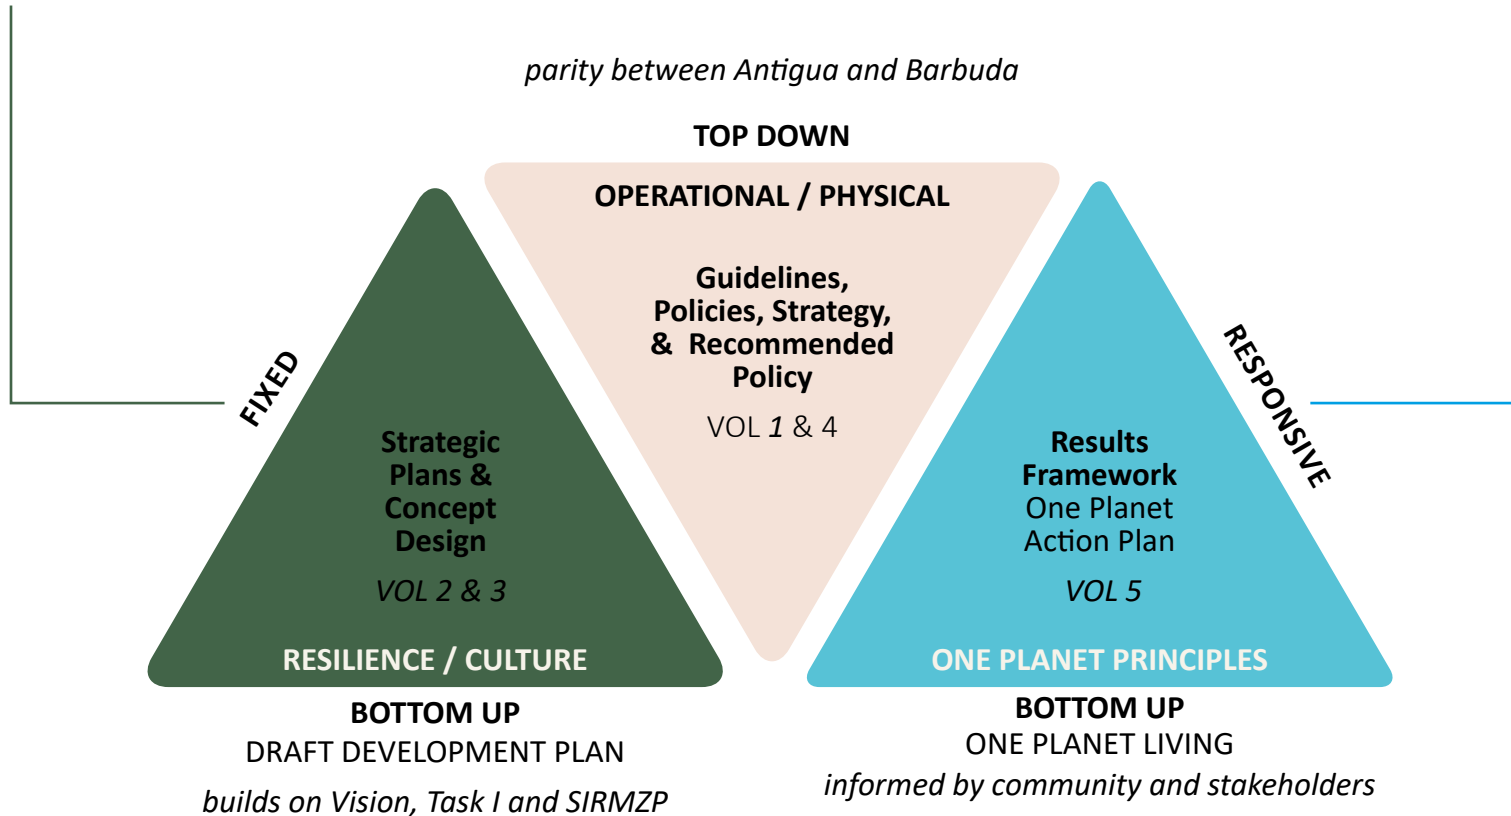 parity between Antigua and Barbuda
TOP DOWN
OPERATIONAL / PHYSICAL
Guidelines,
Policies, Strategy,
& Recommended
Policy
VOL 1 & 4
FIXED
Strategic
Plans &
Concept
Design
VOL 2 & 3
RESILIENCE / CULTURE
BOTTOM UP
DRAFT DEVELOPMENT PLAN
builds on Vision, Task I and SIRMZP
RESPONSIVE
Results
Framework
One Planet
Action Plan
VOL 5
ONE PLANET PRINCIPLES
BOTTOM UP
ONE PLANET LIVING
informed by community and stakeholders